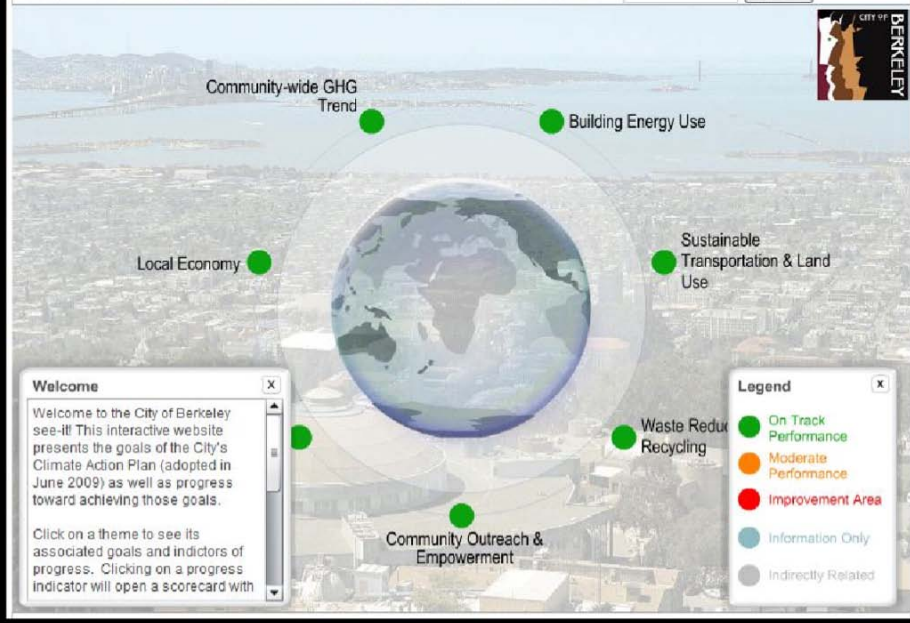 CITY OF
BERKELEY
Community-wide GHG
Trend
Building Energy Use
Local Economy
Sustainable
Transportation & Land
Use
Welcome
X
Welcome to the City of Berkeley
see-it! This interactive website
presents the goals of the City's
Climate Action Plan (adopted in
June 2009) as well as progress
toward achieving those goals.
Click on a theme to see its
associated goals and indictors of
progress. Clicking on a progress
indicator will open a scorecard with
Waste Redu
Recycling
Community Outreach &
Empowerment
Legend
X
On Track
Performance
Moderate
Performance
Improvement Area
Information Only
Indirectly Related